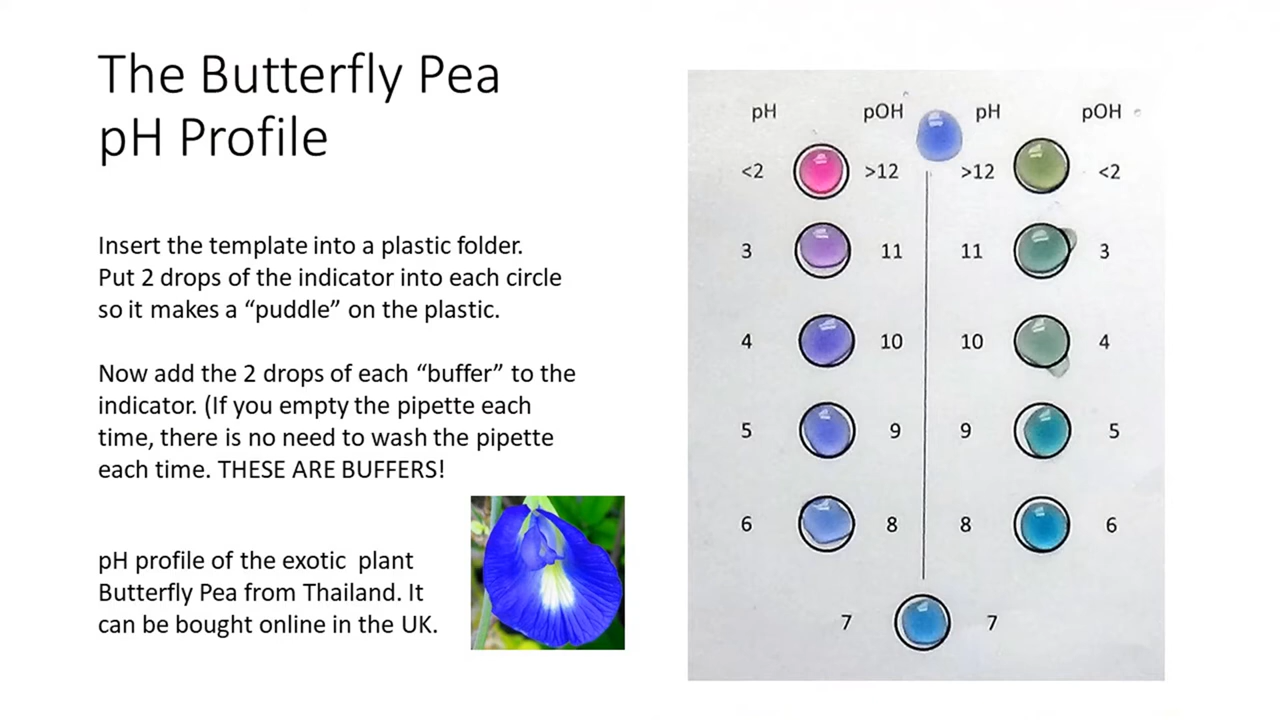 The Butterfly Pea
pH Profile
Insert the template into a plastic folder.
Put 2 drops of the indicator into each circle
so it makes a “puddle” on the plastic.
Now add the 2 drops of each “buffer” to the
indicator. (If you empty the pipette each
time, there is no need to wash the pipette
each time. THESE ARE BUFFERS!
pH profile of the exotic plant
Butterfly Pea from Thailand. It
can be bought online in the UK.
pH pOH pH pOH
<2 >12 >12 <2
3 11 11 3
4 10 10 4
5 9 9 5
6 8 8 6
7 7